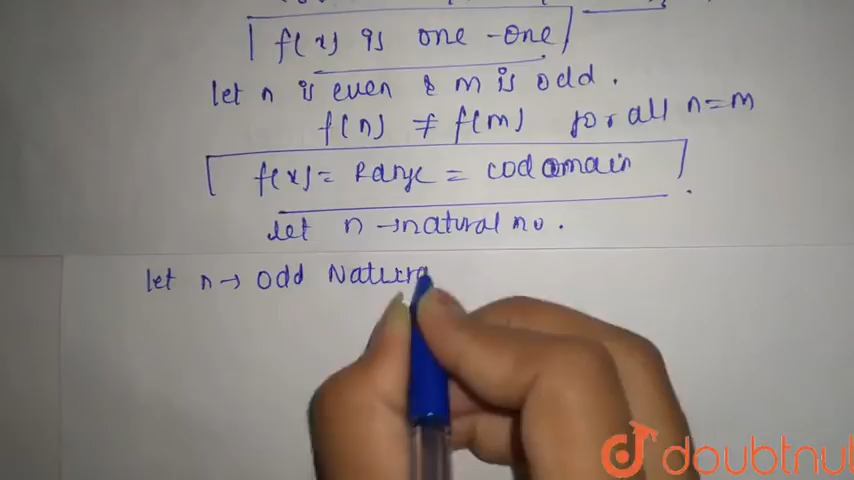 f(x) is one-one
let n is even & m is odd.
f(n) ≠ f(m) for all n=m
f(x) = Range = codomain
let n → natural no.
let n → odd Natura
doubtnut